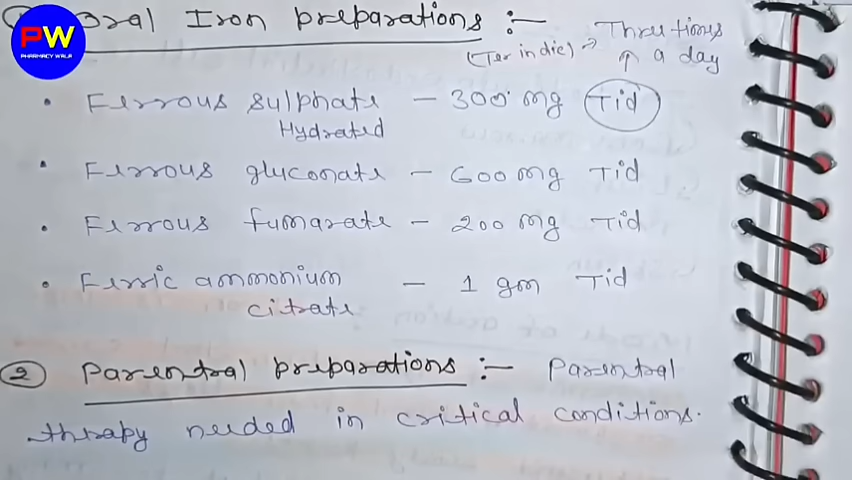 oral Iron preparations :-
(Ter in die) → Three times a day
PW
PHARMACY WALA
• Ferrous sulphate – 300 mg Tid
Hydrated
• Ferrous gluconate – 600 mg Tid
• Ferrous fumarate – 200 mg Tid
• Ferric ammonium – 1 gm Tid
citrate
② Parentral preparations :- Parentral
therapy needed in critical conditions.